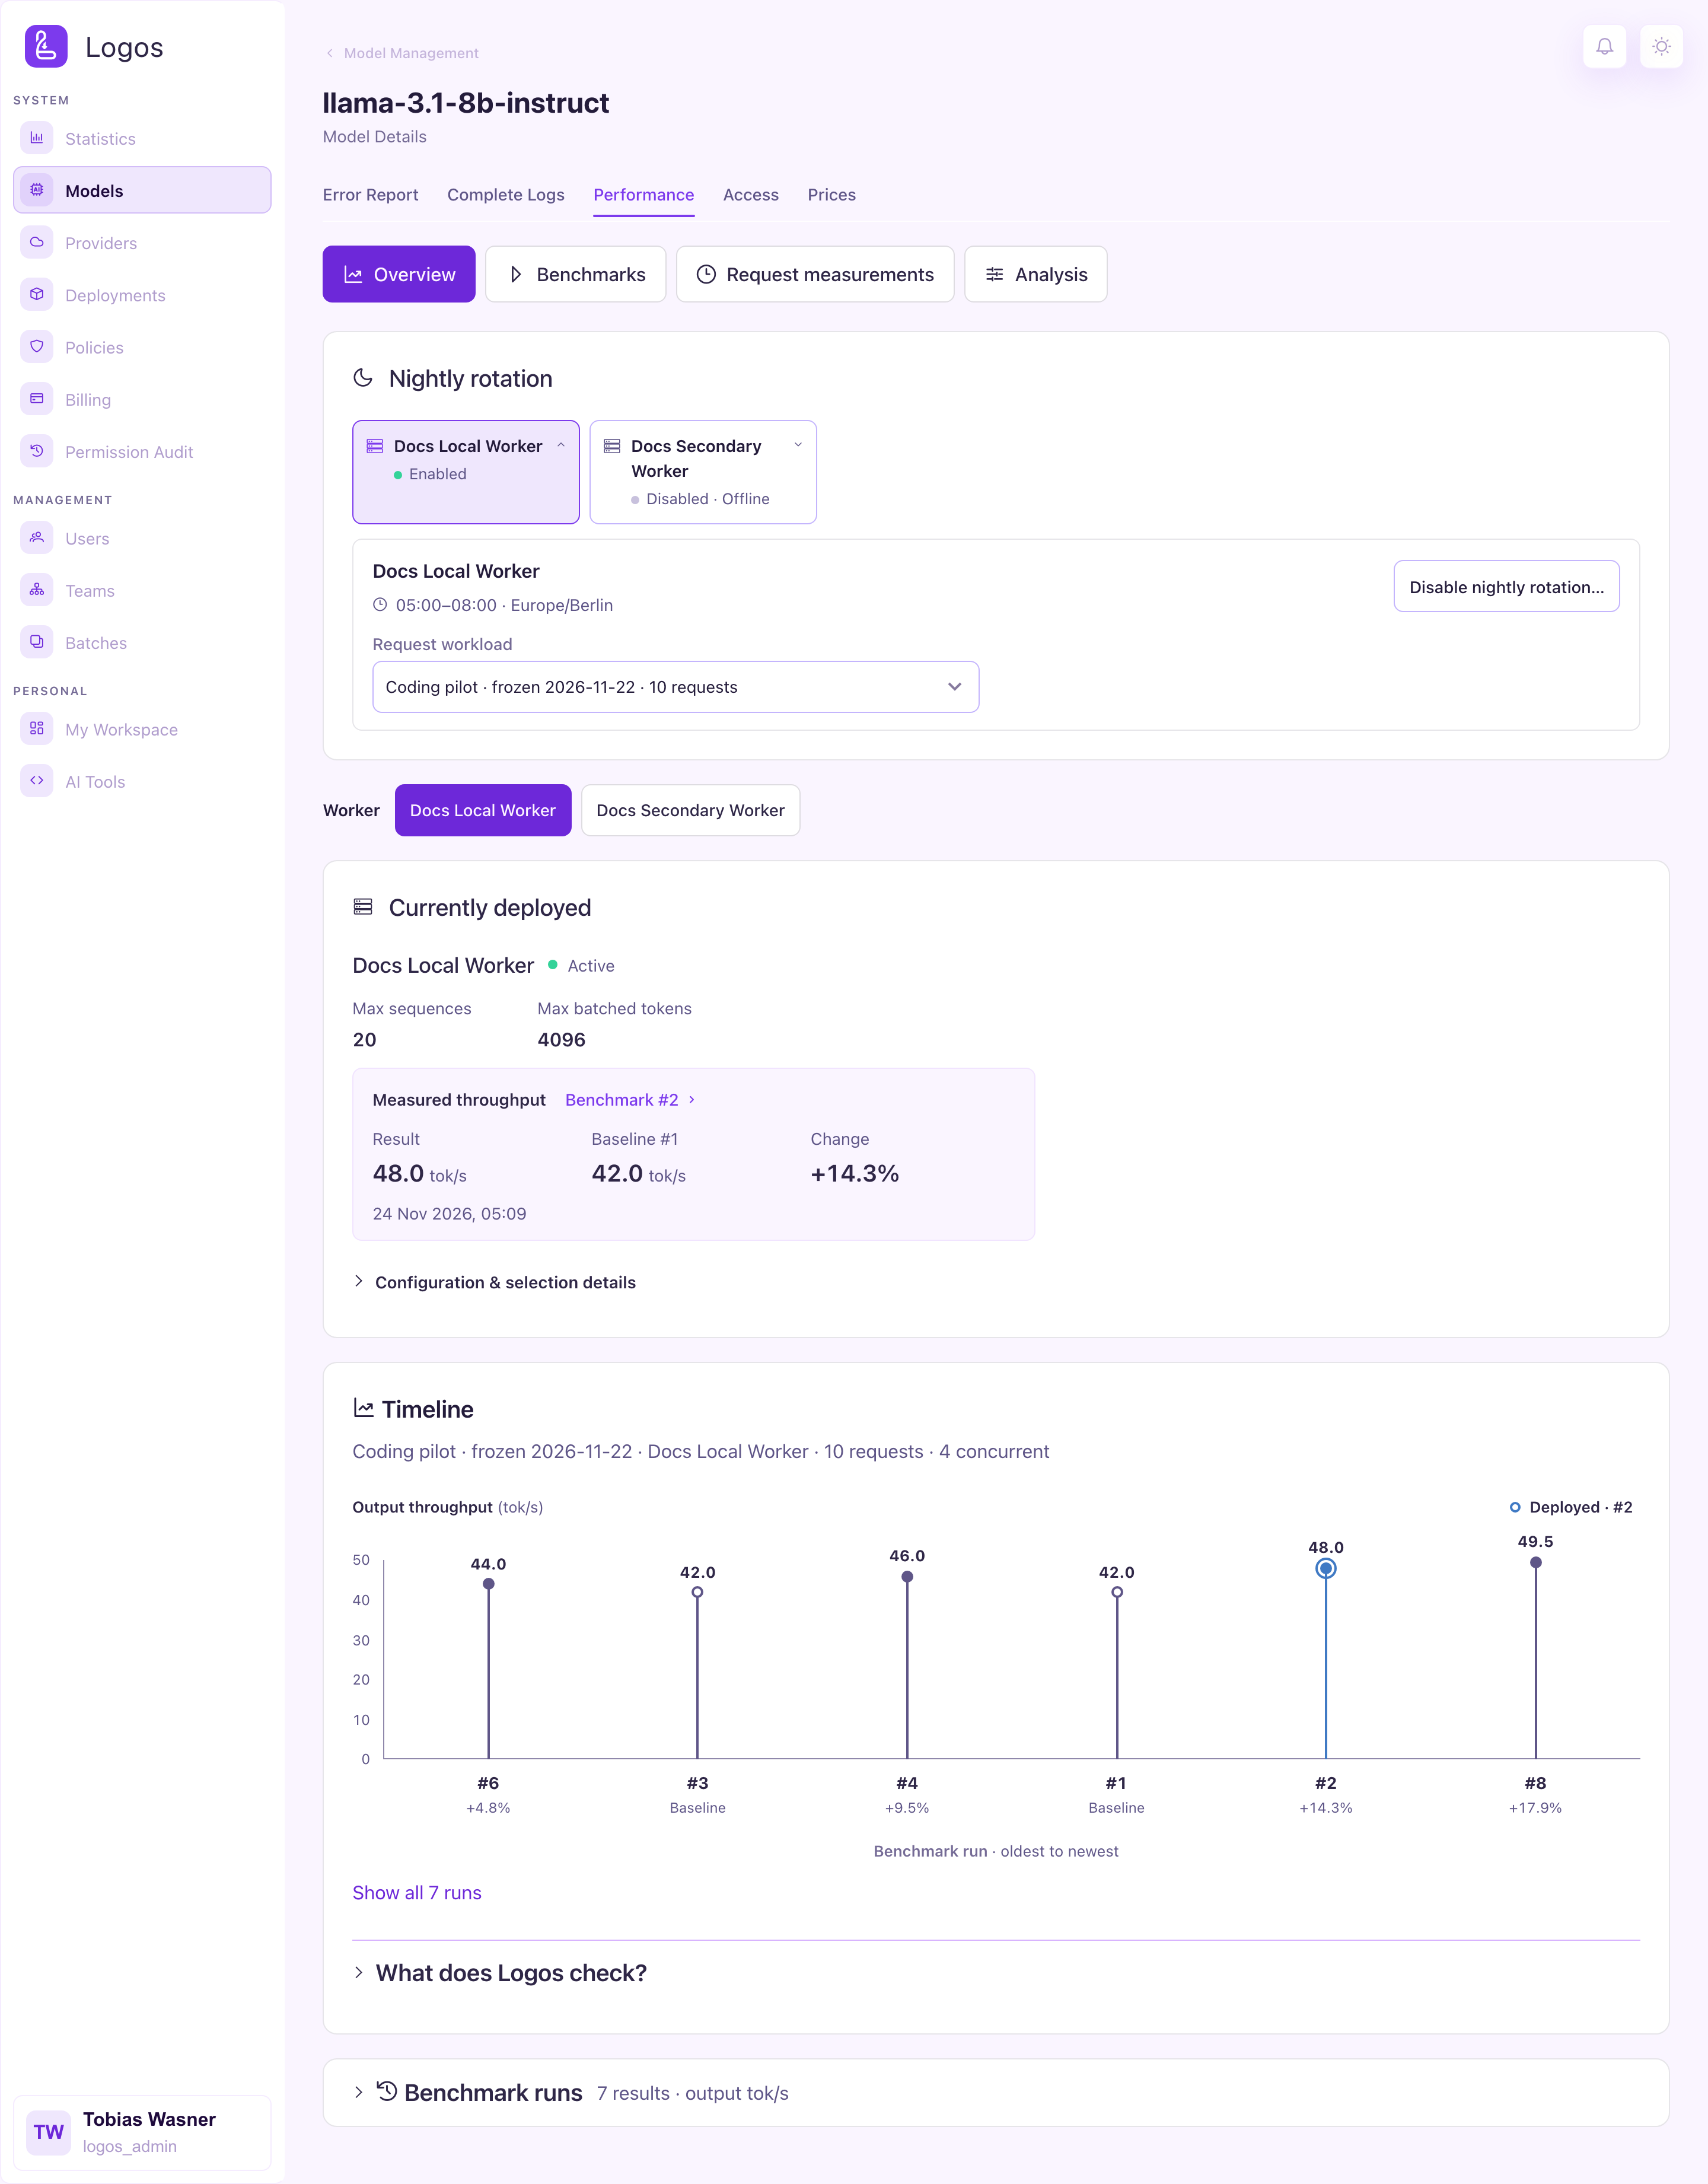 Logos
SYSTEM
Statistics
Models
Providers
Deployments
Policies
Billing
Permission Audit
MANAGEMENT
Users
Teams
Batches
PERSONAL
My Workspace
AI Tools
TW
Tobias Wasner
logos_admin
Model Management
llama-3.1-8b-instruct
Model Details
Error Report Complete Logs Performance Access Prices
Overview Benchmarks Request measurements Analysis
Nightly rotation
Docs Local Worker
Enabled
Docs Secondary
Worker
Disabled · Offline
Docs Local Worker
05:00–08:00 · Europe/Berlin
Disable nightly rotation...
Request workload
Coding pilot · frozen 2026-11-22 · 10 requests
Worker Docs Local Worker Docs Secondary Worker
Currently deployed
Docs Local Worker Active
Max sequences Max batched tokens
20 4096
Measured throughput Benchmark #2
Result Baseline #1 Change
48.0 tok/s 42.0 tok/s +14.3%
24 Nov 2026, 05:09
Configuration & selection details
Timeline
Coding pilot · frozen 2026-11-22 · Docs Local Worker · 10 requests · 4 concurrent
Output throughput (tok/s) Deployed · #2
50
40
30
20
10
0
44.0 42.0 46.0 42.0 48.0 49.5
#6 #3 #4 #1 #2 #8
+4.8% Baseline +9.5% Baseline +14.3% +17.9%
Benchmark run · oldest to newest
Show all 7 runs
What does Logos check?
Benchmark runs 7 results · output tok/s